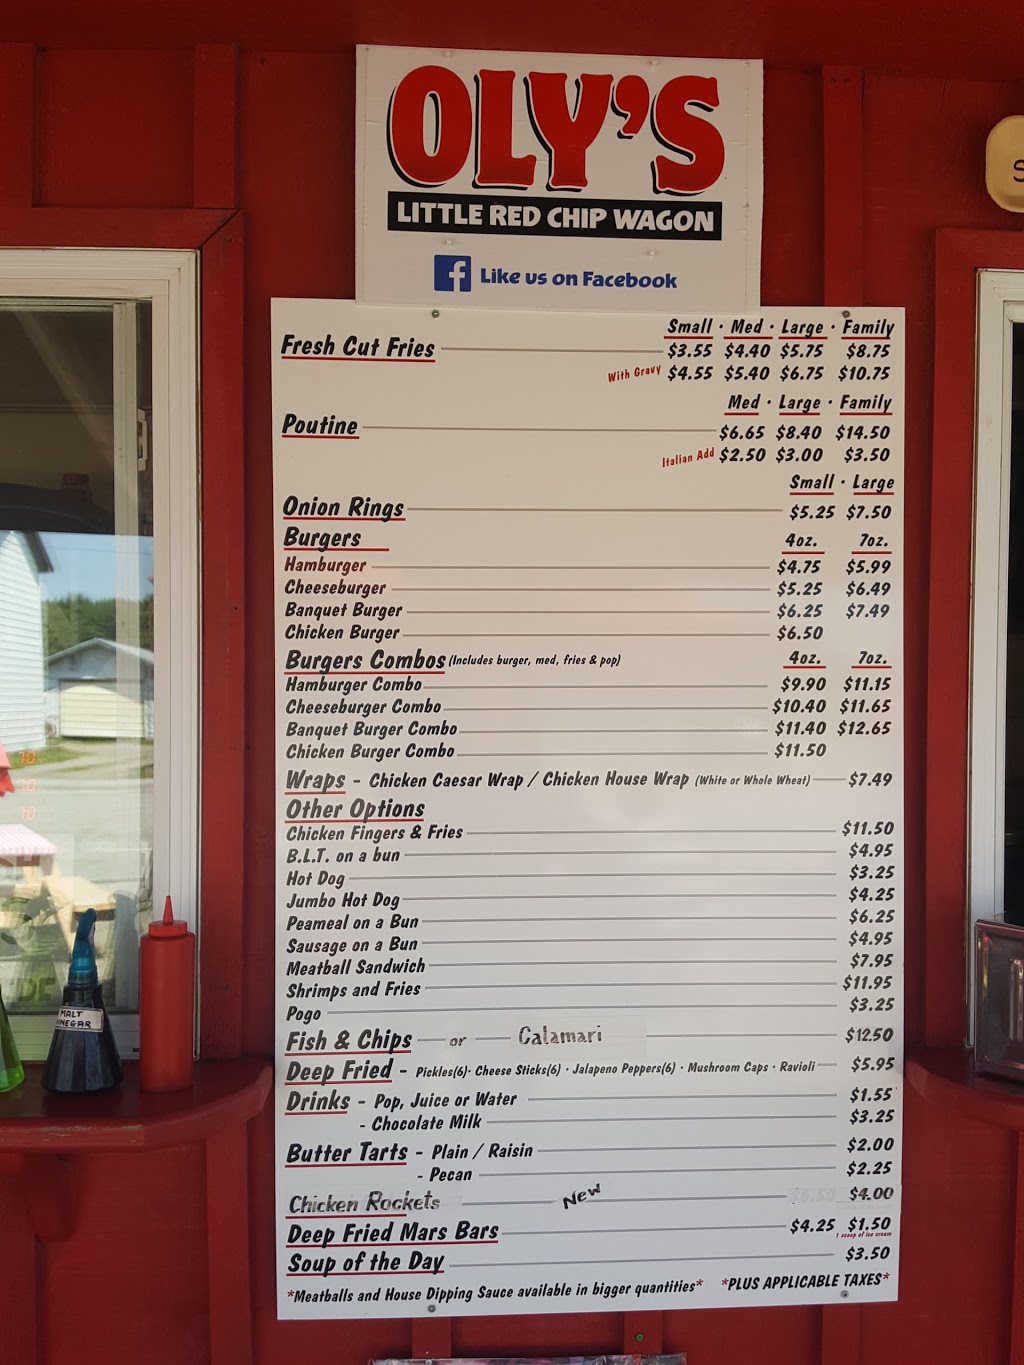 OLY'S
LITTLE RED CHIP WAGON
f Like us on Facebook
Small · Med · Large · Family
Fresh Cut Fries $3.55 $4.40 $5.75 $8.75
With Gravy $4.55 $5.40 $6.75 $10.75
Med · Large · Family
Poutine $6.65 $8.40 $14.50
Italian Add $2.50 $3.00 $3.50
Small · Large
Onion Rings $5.25 $7.50
Burgers 4oz. 7oz.
Hamburger $4.75 $5.99
Cheeseburger $5.25 $6.49
Banquet Burger $6.25 $7.49
Chicken Burger $6.50
Burgers Combos (Includes burger, med, fries & pop) 4oz. 7oz.
Hamburger Combo $9.90 $11.15
Cheeseburger Combo $10.40 $11.65
Banquet Burger Combo $11.40 $12.65
Chicken Burger Combo $11.50
Wraps - Chicken Caesar Wrap / Chicken House Wrap (White or Whole Wheat) $7.49
Other Options
Chicken Fingers & Fries $11.50
B.L.T. on a bun $4.95
Hot Dog $3.25
Jumbo Hot Dog $4.25
Peameal on a Bun $6.25
Sausage on a Bun $4.95
Meatball Sandwich $7.95
Shrimps and Fries $11.95
Pogo $3.25
Fish & Chips or Calamari $12.50
Deep Fried - Pickles(6) · Cheese Sticks(6) · Jalapeno Peppers(6) · Mushroom Caps · Ravioli $5.95
Drinks - Pop, Juice or Water $1.55
- Chocolate Milk $3.25
Butter Tarts - Plain / Raisin $2.00
- Pecan $2.25
Chicken Rockets New $4.00
Deep Fried Mars Bars $4.25 $1.50
1 scoop of ice cream
Soup of the Day $3.50
*Meatballs and House Dipping Sauce available in bigger quantities* *PLUS APPLICABLE TAXES*
MALT
VINEGAR